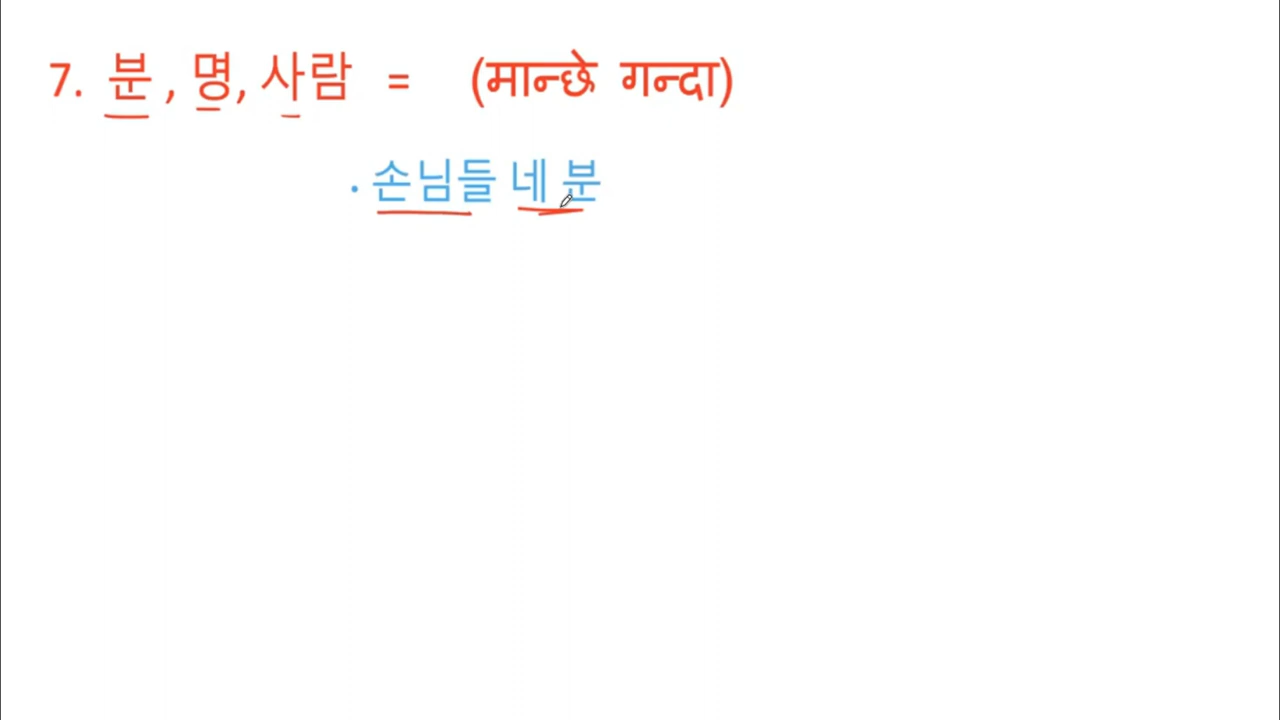 7. 분, 명, 사람 = (मान्छे गन्दा)
· 손님들 네 분